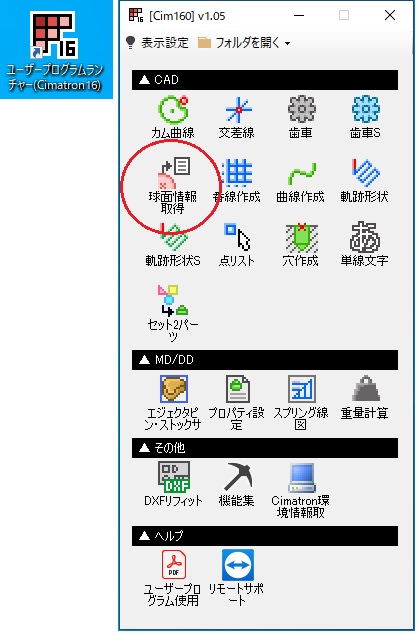 16
ユーザープログラムラン
チャー(Cimatron16)
[Cim160] v1.05
表示設定 フォルダを開く
▲ CAD
カム曲線 交差線 歯車 歯車S
球面情報
取得
番線作成 曲線作成 軌跡形状
軌跡形状S 点リスト 穴作成 単線文字
あ
セット2パー
ツ
▲ MD/DD
エジェクタピ
ン・ストックサ
プロパティ設
定
スプリング線
図
重量計算
▲ その他
DXF
DXFリフィット 機能集 Cimatron環
境情報取
▲ ヘルプ
PDF
ユーザープロ
グラム使用
リモートサポ
ート